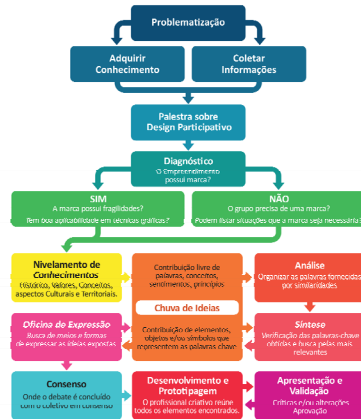 Problematização
Adquirir
Conhecimento
Coletar
Informações
Palestra sobre
Design Participativo
Diagnóstico
O Empreendimento
possui marca?
SIM
A marca possui fragilidades?
Tem boa aplicabilidade em técnicas gráficas?
NÃO
O grupo precisa de uma marca?
Podem listar situações que a marca seja necessária?
Nivelamento de
Conhecimentos
Histórico, Valores, Conceitos,
aspectos Culturais e Territoriais.
Contribuição livre de
palavras, conceitos,
sentimentos, princípios
Análise
Organizar as palavras fornecidas
por similaridades
Chuva de Ideias
Oficina de Expressão
Busca de meios e formas
de expressar as ideias expostas
Contribuição de elementos,
objetos e/ou símbolos que
representem as palavras chave
Síntese
Verificação das palavras-chave
obtidas e busca pelas mais
relevantes
Consenso
Onde o debate é concluído
com o coletivo em consenso
Desenvolvimento e
Prototipagem
O profissional criativo reúne
todos os elementos encontrados.
Apresentação e
Validação
Críticas e/ou alterações
Aprovação